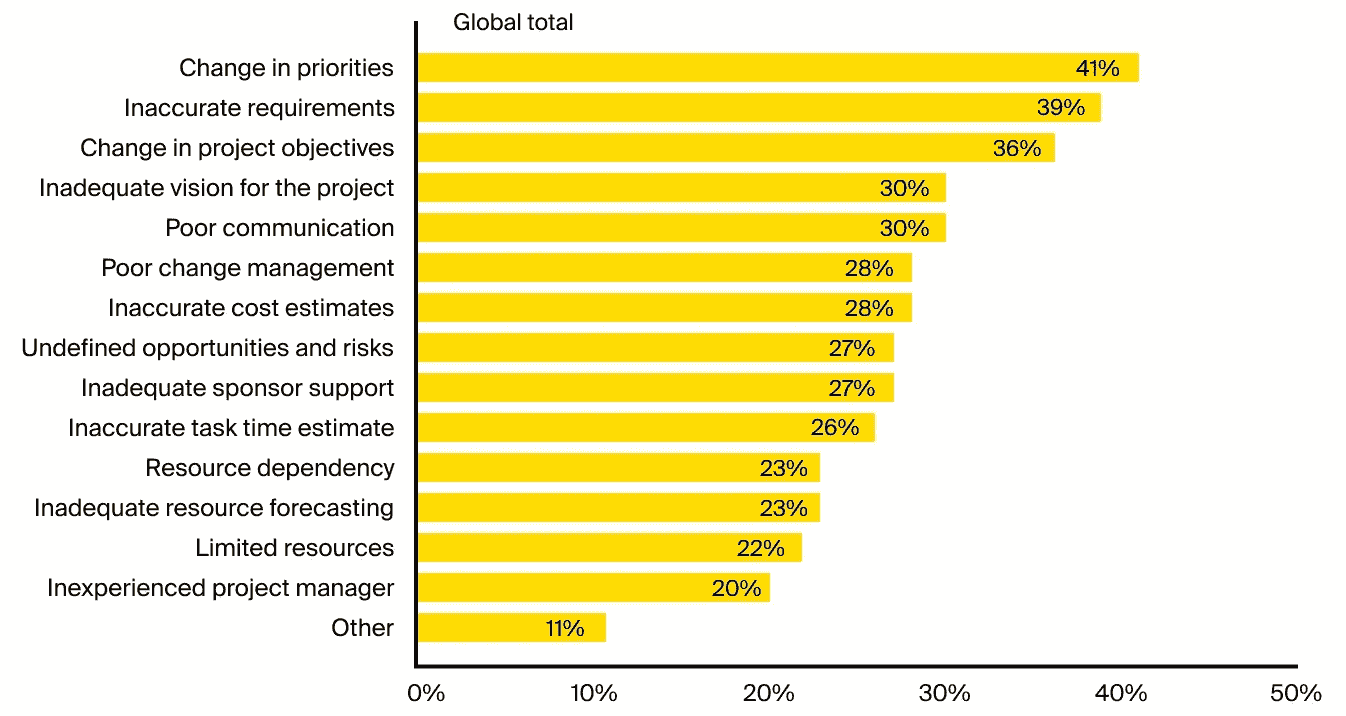 Global total
Change in priorities 41%
Inaccurate requirements 39%
Change in project objectives 36%
Inadequate vision for the project 30%
Poor communication 30%
Poor change management 28%
Inaccurate cost estimates 28%
Undefined opportunities and risks 27%
Inadequate sponsor support 27%
Inaccurate task time estimate 26%
Resource dependency 23%
Inadequate resource forecasting 23%
Limited resources 22%
Inexperienced project manager 20%
Other 11%
0% 10% 20% 30% 40% 50%